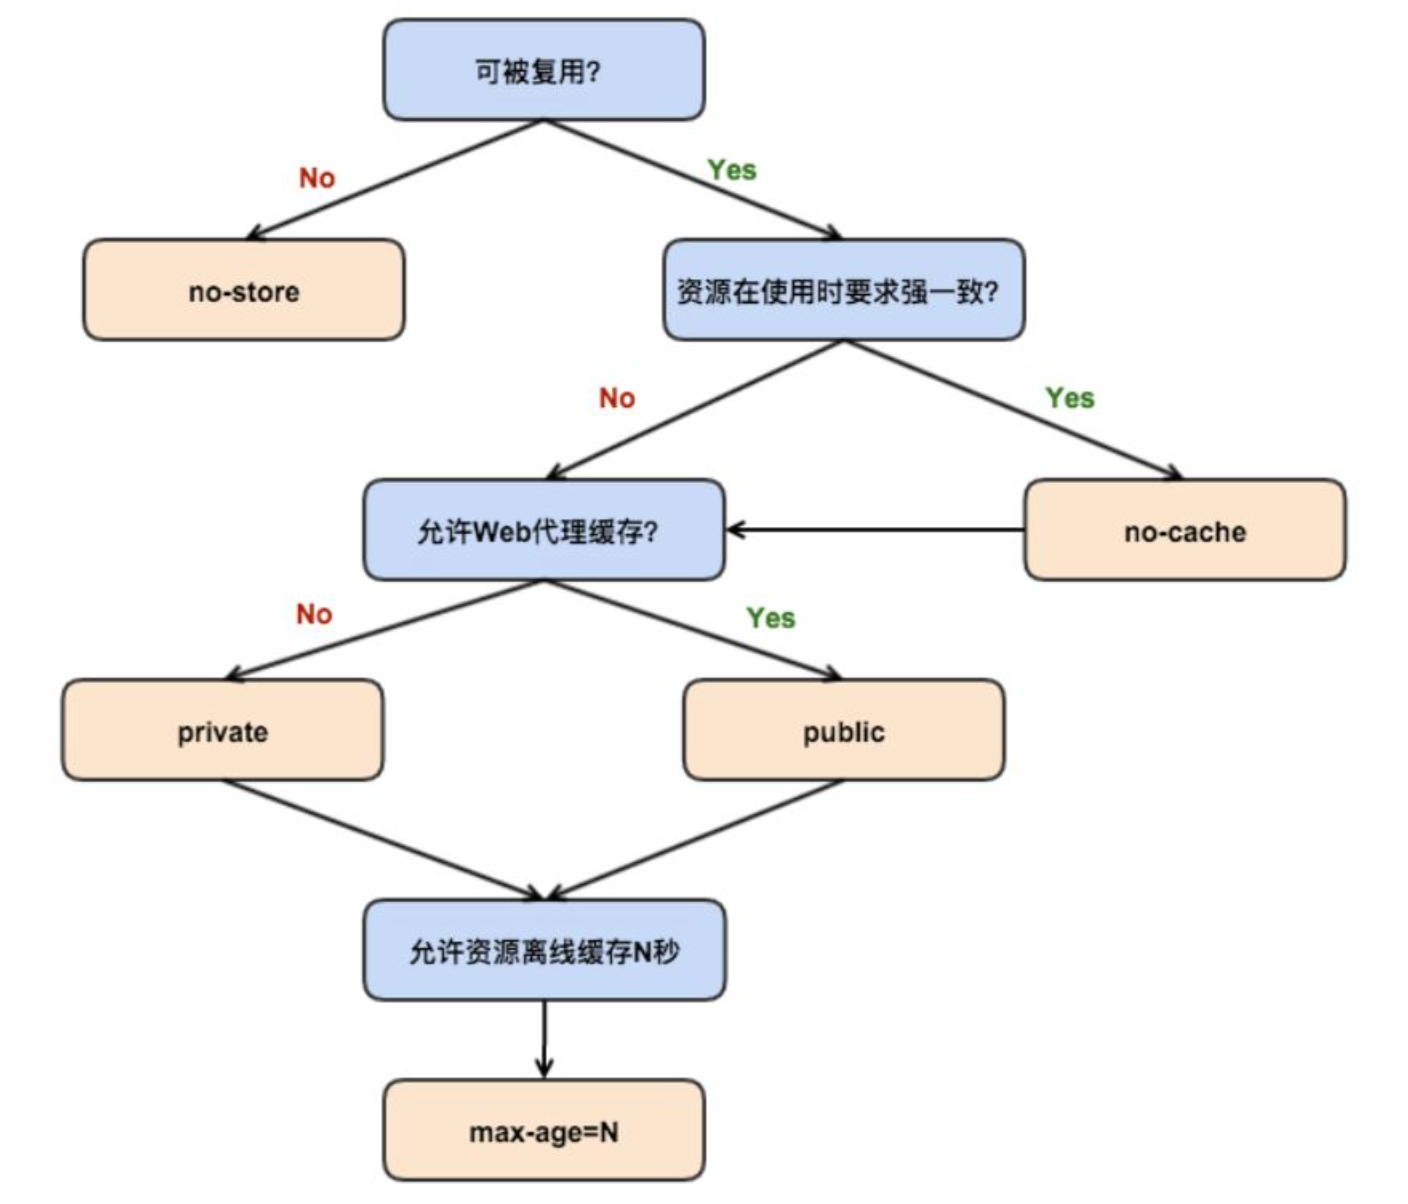 可被复用?
No
Yes
no-store
资源在使用时要求强一致?
No
Yes
允许Web代理缓存?
no-cache
No
Yes
private
public
允许资源离线缓存N秒
max-age=N